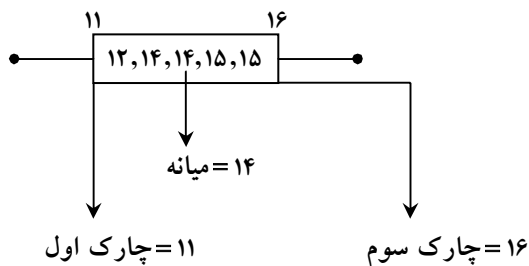 ۱۱ ۱۶
۱۲,۱۴,۱۴,۱۵,۱۵
میانه=۱۴
چارک اول=۱۱
چارک سوم=۱۶